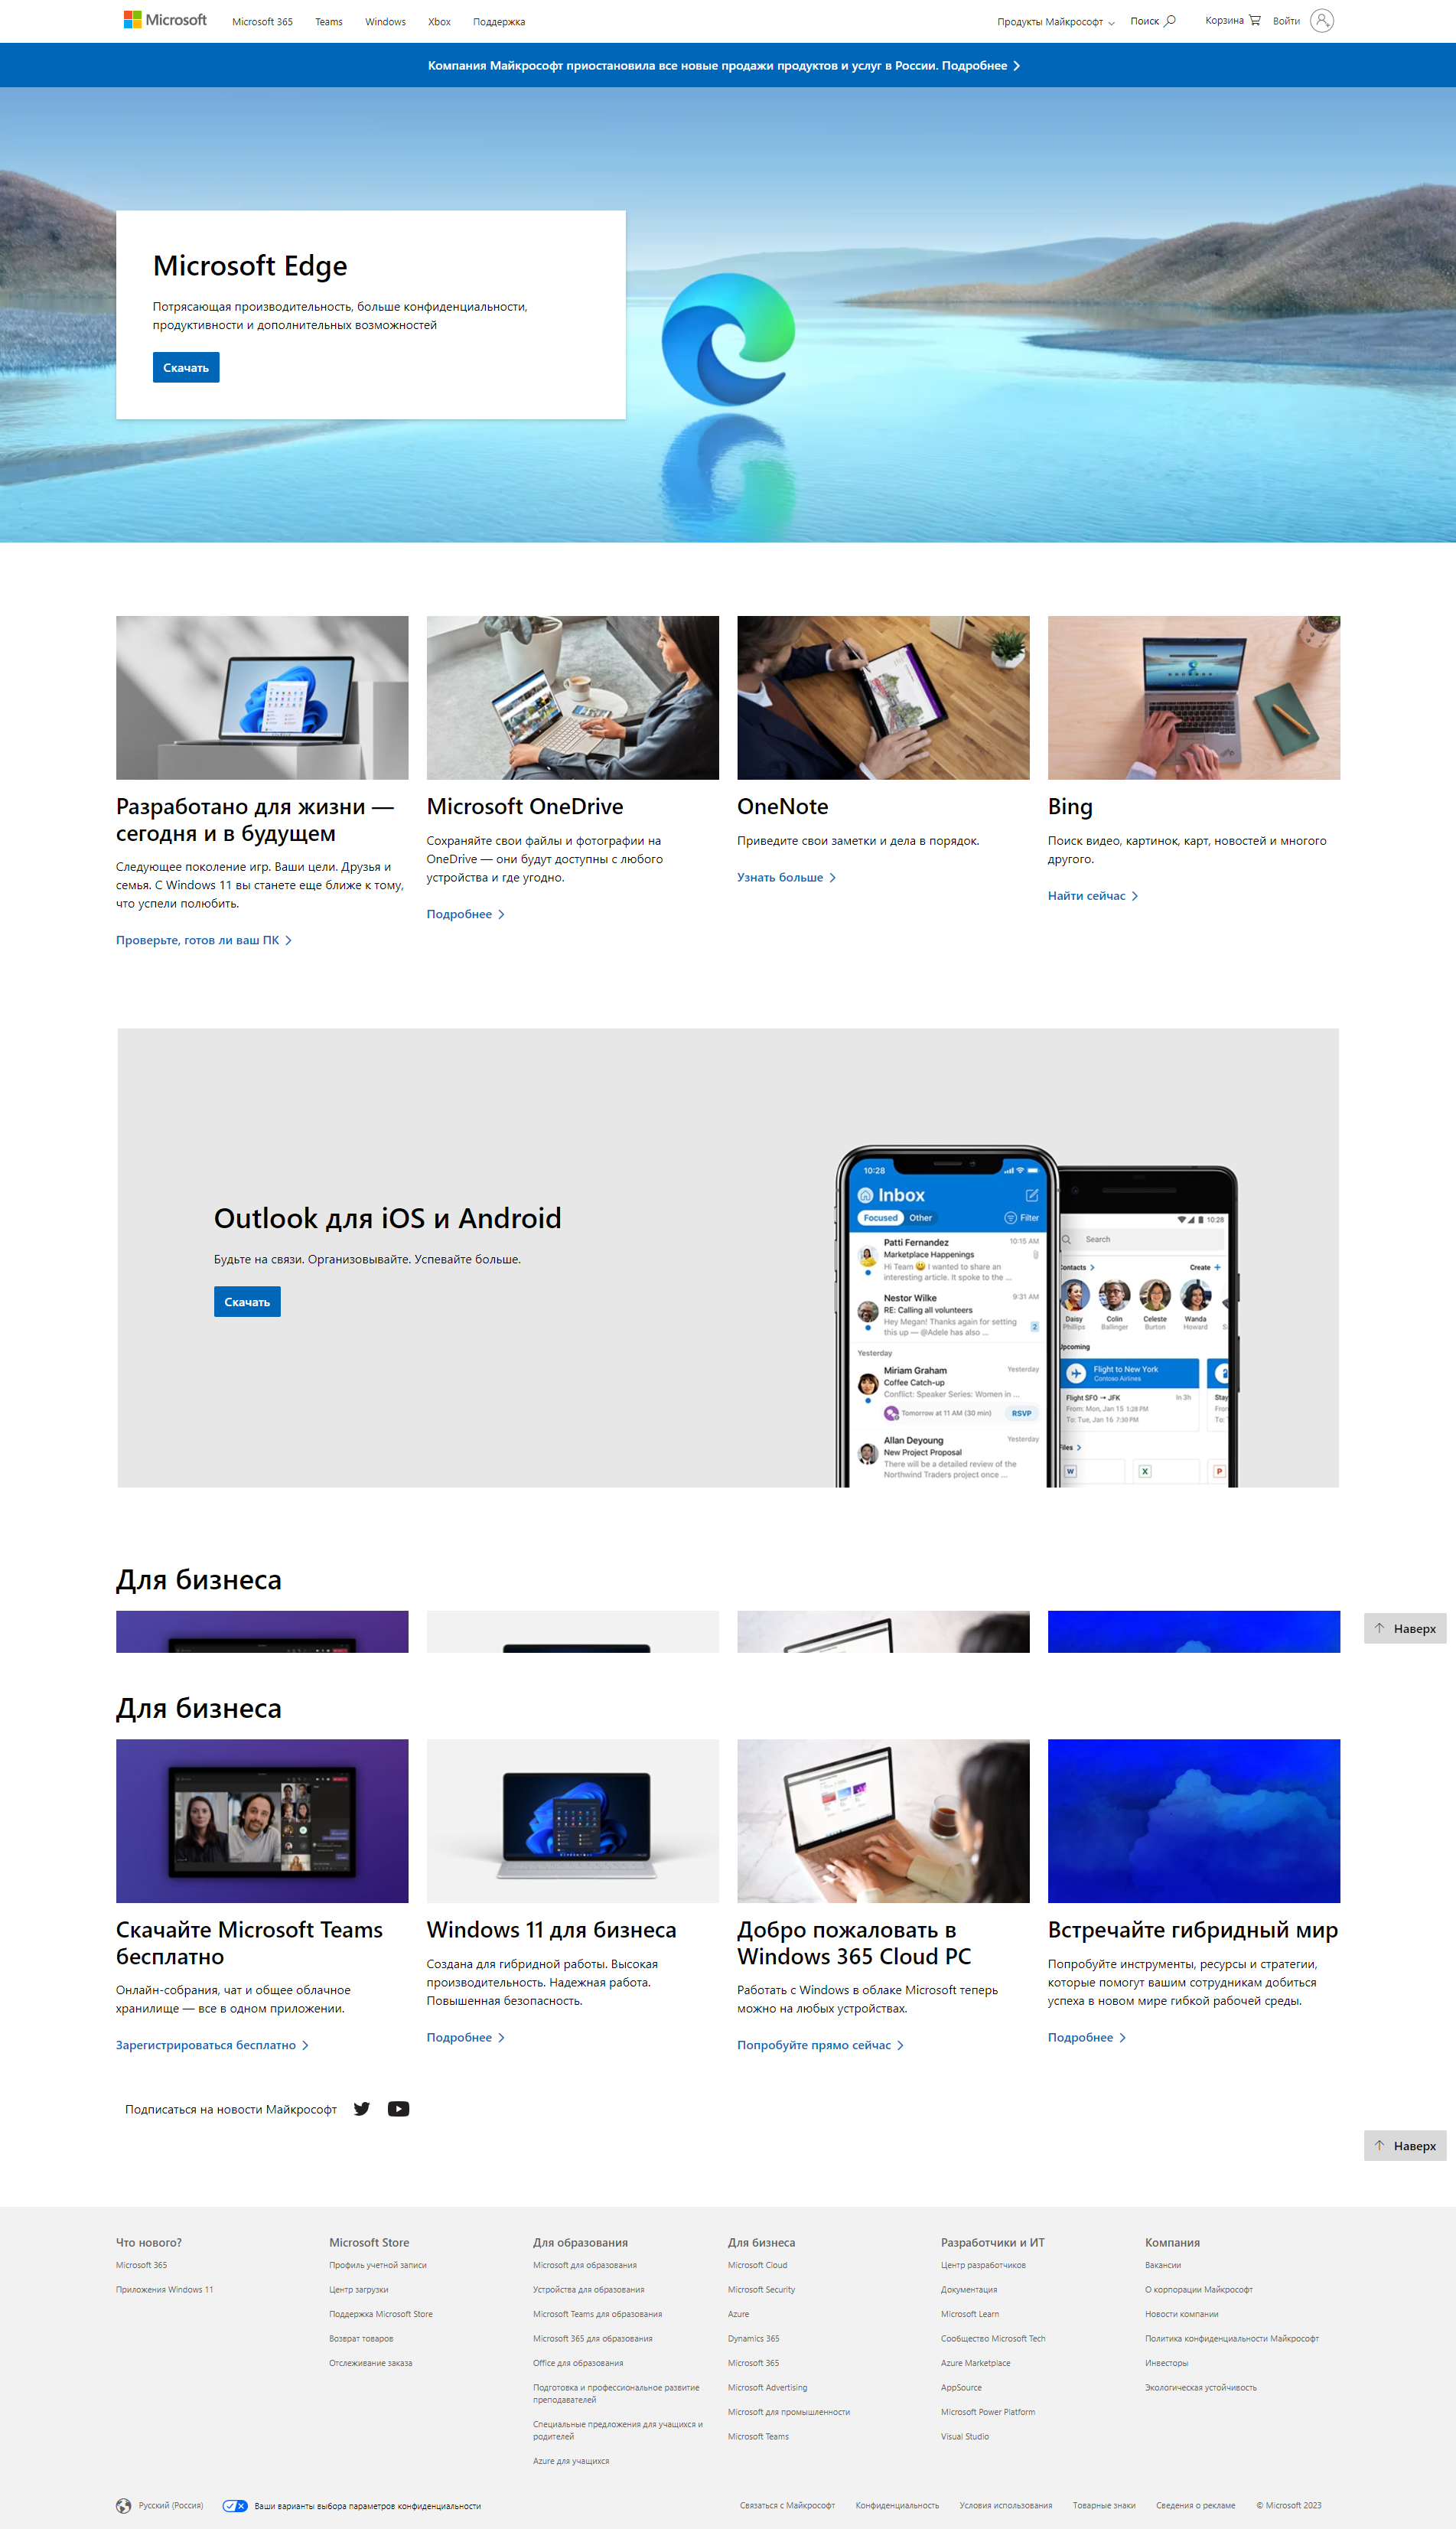 Microsoft
Microsoft 365
Teams
Windows
Xbox
Поддержка
Продукты Майкрософт
Поиск
Корзина
Войти
Компания Майкрософт приостановила все новые продажи продуктов и услуг в России. Подробнее
Microsoft Edge
Потрясающая производительность, больше конфиденциальности,
продуктивности и дополнительных возможностей
Скачать
Разработано для жизни —
сегодня и в будущем
Следующее поколение игр. Ваши цели. Друзья и
семья. С Windows 11 вы станете еще ближе к тому,
что успели полюбить.
Проверьте, готов ли ваш ПК
Microsoft OneDrive
Сохраняйте свои файлы и фотографии на
OneDrive — они будут доступны с любого
устройства и где угодно.
Подробнее
OneNote
Приведите свои заметки и дела в порядок.
Узнать больше
Bing
Поиск видео, картинок, карт, новостей и многого
другого.
Найти сейчас
Outlook для iOS и Android
Будьте на связи. Организовывайте. Успевайте больше.
Скачать
10:28
Inbox
Focused
Other
Filter
Patti Fernandez
10:15 AM
Marketplace Happenings
Hi Team 😃 I wanted to share an
interesting article. It spoke to the ...
Nestor Wilke
9:31 AM
RE: Calling all volunteers
Hey Megan! Thanks again for setting
this up — @Adele has also ...
2
Yesterday
Miriam Graham
Yesterday
Coffee Catch-up
Conflict: Speaker Series: Women in ...
Tomorrow at 11 AM (30 min)
RSVP
Allan Deyoung
Yesterday
New Project Proposal
There will be a detailed review of the
Northwind Traders project once ...
10:28
Search
Contacts
Create +
Daisy
Phillips
Colin
Ballinger
Celeste
Burton
Wanda
Howard
Upcoming
Flight to New York
Contoso Airlines
Flight SFO → JFK
In 3h
From: Mon, Jan 15 1:28 PM
To: Tue, Jan 16 7:30 PM
Stay
From
To:
Files
W
X
P
Для бизнеса
Наверх
Для бизнеса
Скачайте Microsoft Teams
бесплатно
Онлайн-собрания, чат и общее облачное
хранилище — все в одном приложении.
Зарегистрироваться бесплатно
Windows 11 для бизнеса
Создана для гибридной работы. Высокая
производительность. Надежная работа.
Повышенная безопасность.
Подробнее
Добро пожаловать в
Windows 365 Cloud PC
Работать с Windows в облаке Microsoft теперь
можно на любых устройствах.
Попробуйте прямо сейчас
Встречайте гибридный мир
Попробуйте инструменты, ресурсы и стратегии,
которые помогут вашим сотрудникам добиться
успеха в новом мире гибкой рабочей среды.
Подробнее
Подписаться на новости Майкрософт
Наверх
Что нового?
Microsoft 365
Приложения Windows 11
Microsoft Store
Профиль учетной записи
Центр загрузки
Поддержка Microsoft Store
Возврат товаров
Отслеживание заказа
Для образования
Microsoft для образования
Устройства для образования
Microsoft Teams для образования
Microsoft 365 для образования
Office для образования
Подготовка и профессиональное развитие
преподавателей
Специальные предложения для учащихся и
родителей
Azure для учащихся
Для бизнеса
Microsoft Cloud
Microsoft Security
Azure
Dynamics 365
Microsoft 365
Microsoft Advertising
Microsoft для промышленности
Microsoft Teams
Разработчики и ИТ
Центр разработчиков
Документация
Microsoft Learn
Сообщество Microsoft Tech
Azure Marketplace
AppSource
Microsoft Power Platform
Visual Studio
Компания
Вакансии
О корпорации Майкрософт
Новости компании
Политика конфиденциальности Майкрософт
Инвесторы
Экологическая устойчивость
Русский (Россия)
Ваши варианты выбора параметров конфиденциальности
Связаться с Майкрософт
Конфиденциальность
Условия использования
Товарные знаки
Сведения о рекламе
© Microsoft 2023